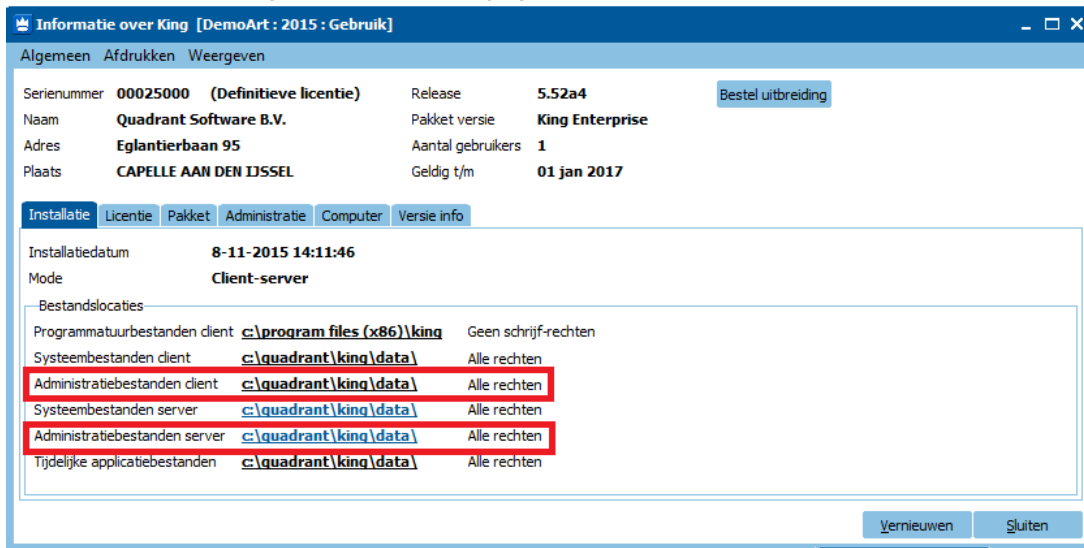 Informatie over King [DemoArt : 2015 : Gebruik]
Algemeen Afdrukken Weergeven
Serienummer 00025000 (Definitieve licentie) Release 5.52a4 Bestel uitbreiding
Naam Quadrant Software B.V. Pakket versie King Enterprise
Adres Eglantierbaan 95 Aantal gebruikers 1
Plaats CAPELLE AAN DEN IJSSEL Geldig t/m 01 jan 2017
Installatie Licentie Pakket Administratie Computer Versie info
Installatiedatum 8-11-2015 14:11:46
Mode Client-server
Bestandslocaties
Programmatuurbestanden client c:\program files (x86)\king Geen schrijf-rechten
Systeembestanden client c:\quadrant\king\data\ Alle rechten
Administratiebestanden client c:\quadrant\king\data\ Alle rechten
Systeembestanden server c:\quadrant\king\data\ Alle rechten
Administratiebestanden server c:\quadrant\king\data\ Alle rechten
Tijdelijke applicatiebestanden c:\quadrant\king\data\ Alle rechten
Vernieuwen Sluiten